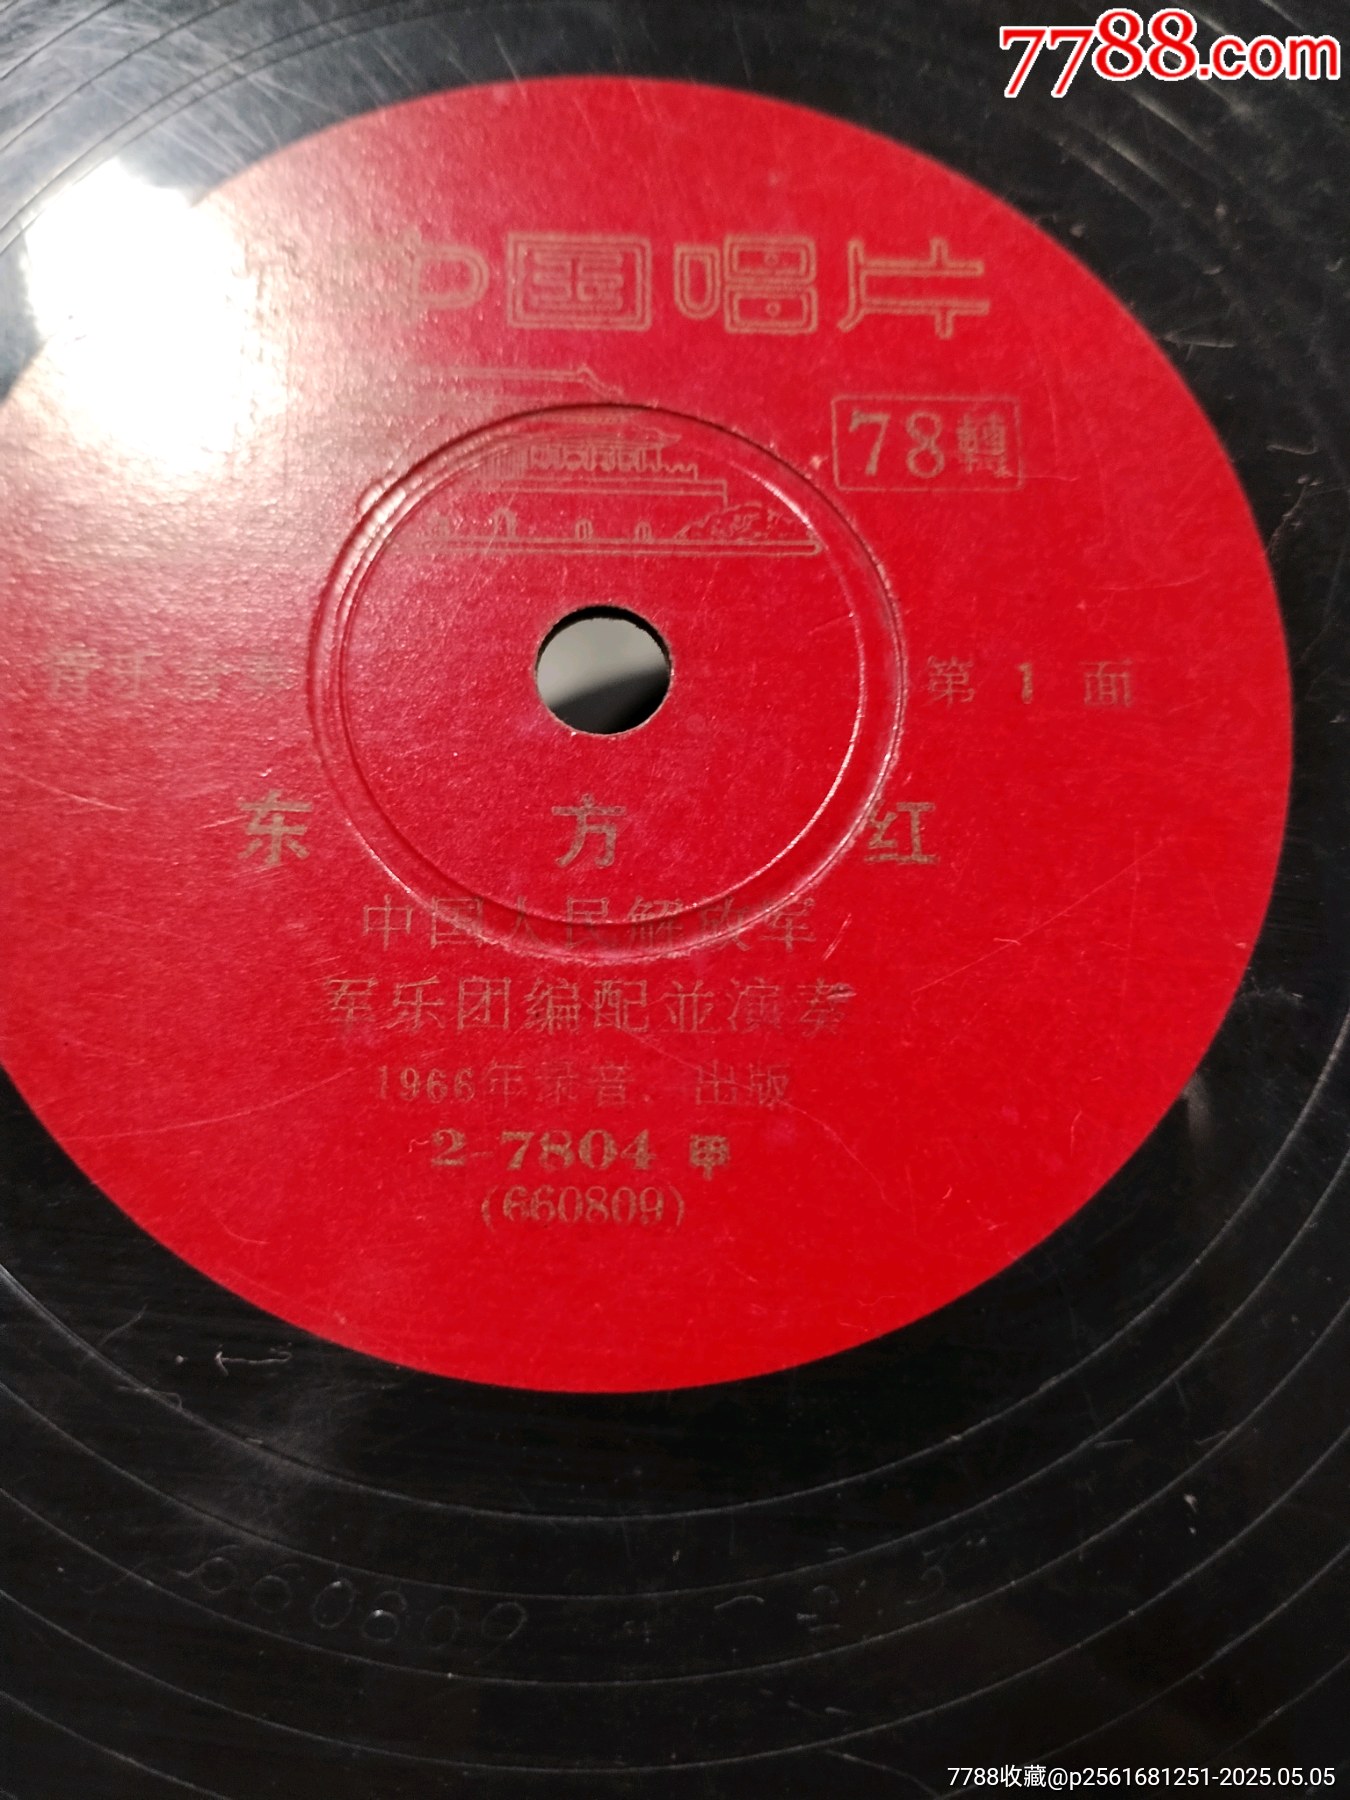 7788.com
中国唱片
78轉
第 1 面
东 方 红
中国人民解放军
军乐团编配並演奏
1966年录音、出版
2-7804 甲
(660809)
660809
7788收藏@p2561681251-2025.05.05